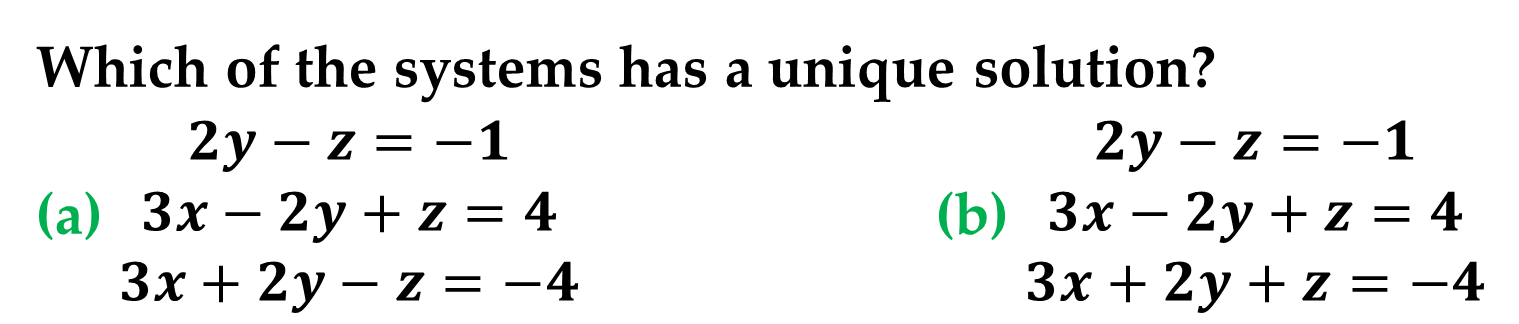 Which of the systems has a unique solution?
2y − z = −1 2y − z = −1
(a) 3x − 2y + z = 4 (b) 3x − 2y + z = 4
3x + 2y − z = −4 3x + 2y + z = −4